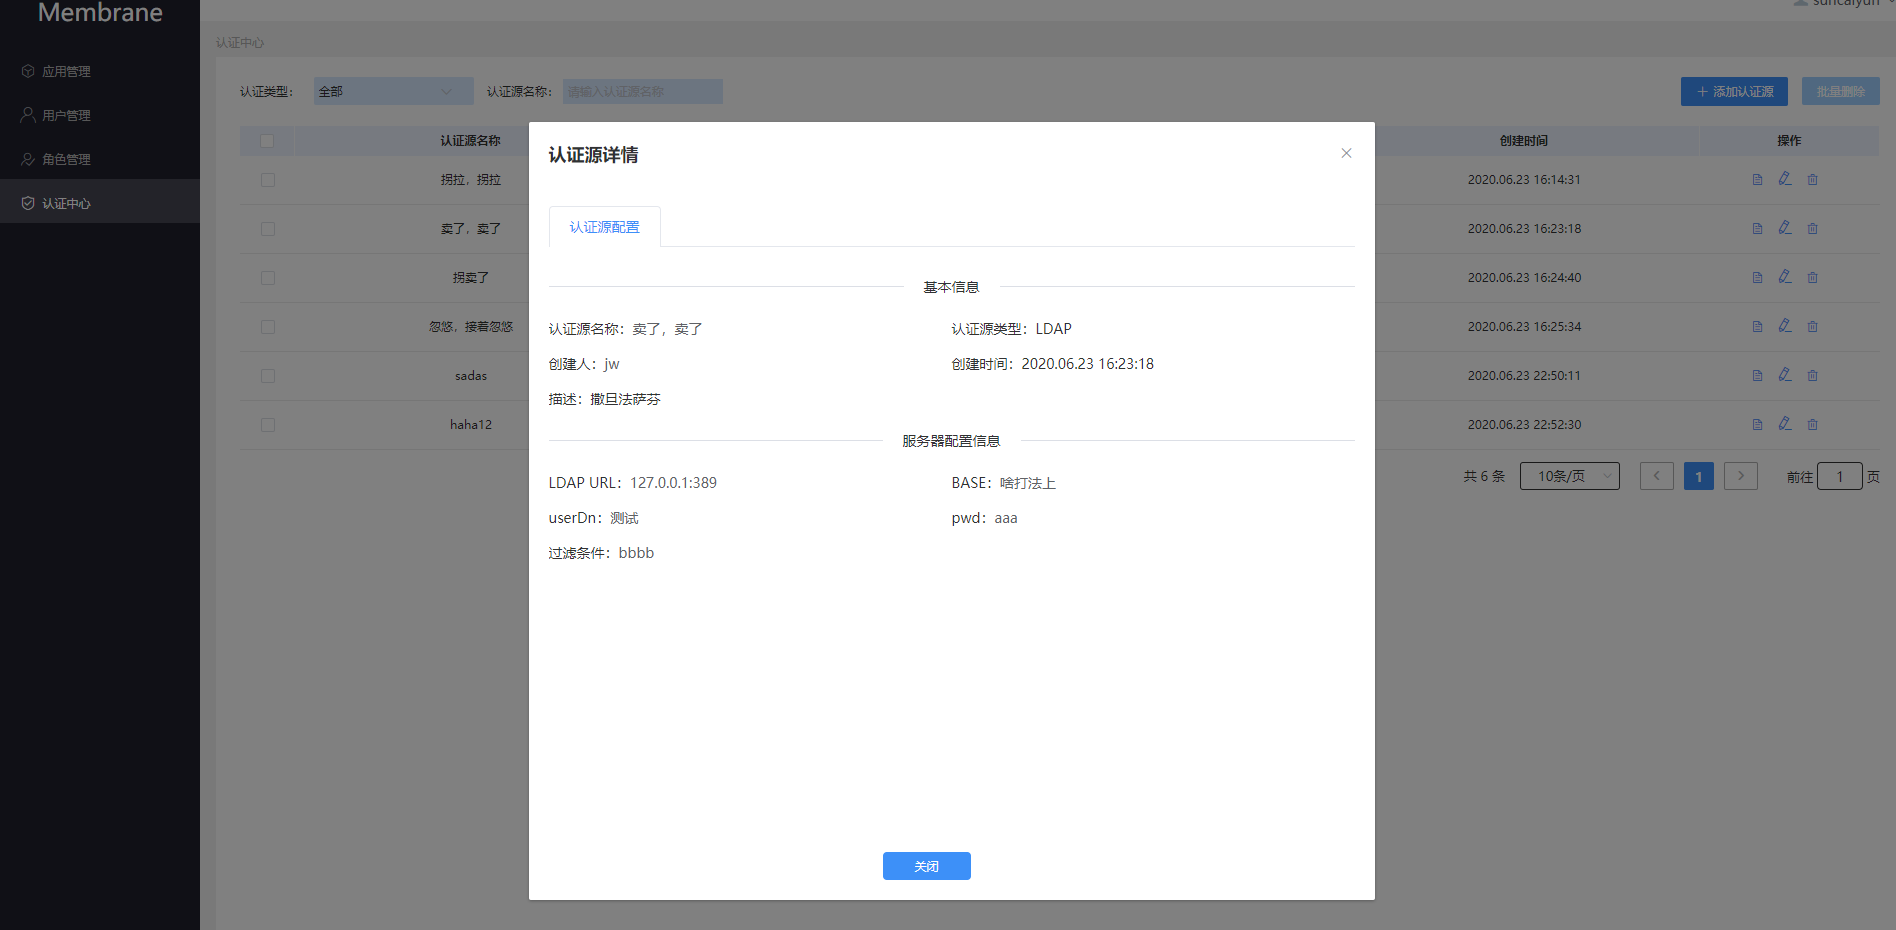 Membrane
suncaiyun
应用管理
用户管理
角色管理
认证中心
认证中心
认证类型：
全部
认证源名称：
请输入认证源名称
添加认证源
批量删除
认证源名称
创建时间
操作
拐拉，拐拉
2020.06.23 16:14:31
卖了，卖了
2020.06.23 16:23:18
拐卖了
2020.06.23 16:24:40
忽悠，接着忽悠
2020.06.23 16:25:34
sadas
2020.06.23 22:50:11
haha12
2020.06.23 22:52:30
共 6 条
10条/页
1
前往 1 页
认证源详情
认证源配置
基本信息
认证源名称：卖了，卖了
认证源类型：LDAP
创建人：jw
创建时间：2020.06.23 16:23:18
描述：撒旦法萨芬
服务器配置信息
LDAP URL：127.0.0.1:389
BASE：啥打法上
userDn：测试
pwd：aaa
过滤条件：bbbb
关闭